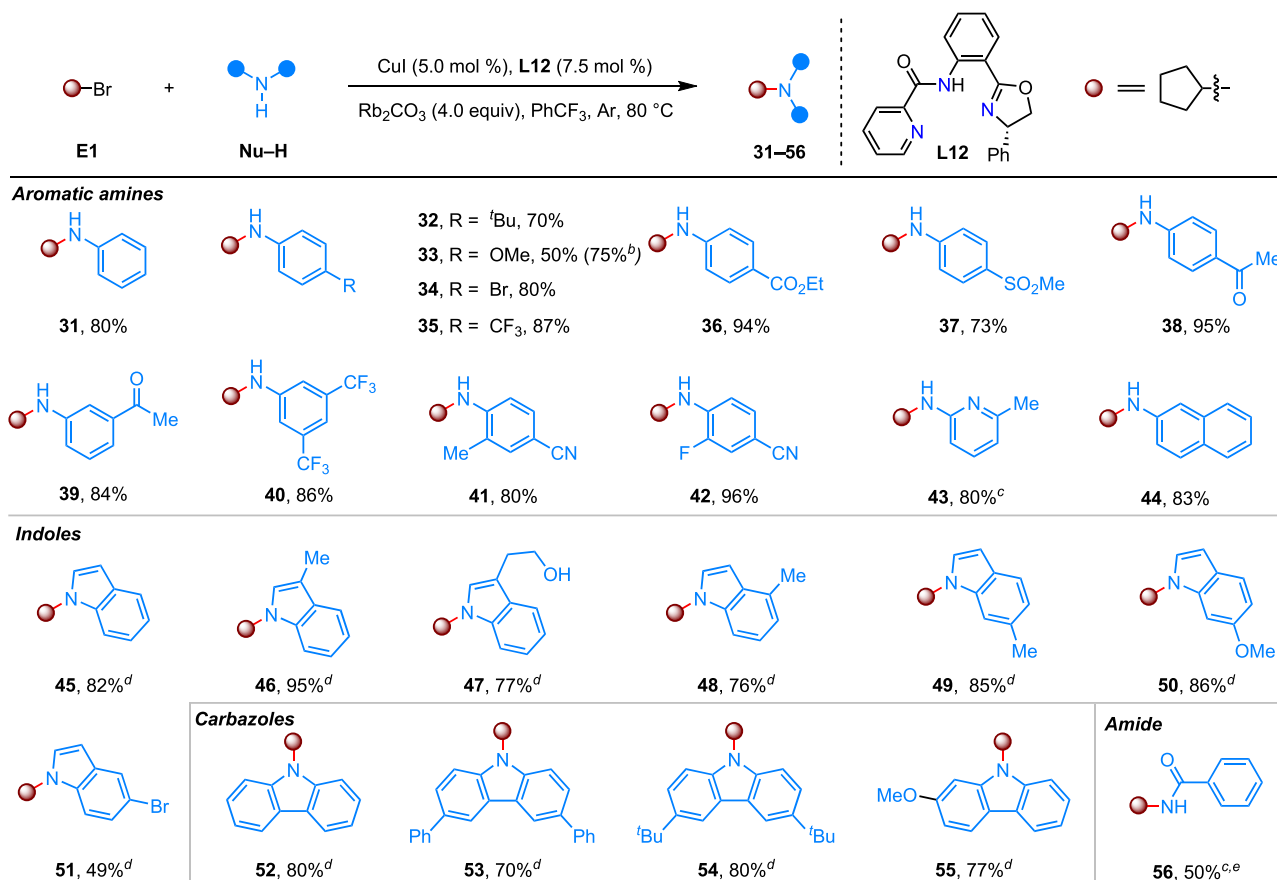 CuI (5.0 mol %), L12 (7.5 mol %)
Rb₂CO₃ (4.0 equiv), PhCF₃, Ar, 80 °C
Br
+
N
H
N
O
N
H
N
O
N
Ph
E1
Nu–H
31–56
L12
Aromatic amines
H
N
31, 80%
H
N
R
32, R = ᵗBu, 70%
33, R = OMe, 50% (75%ᵇ)
34, R = Br, 80%
35, R = CF₃, 87%
H
N
CO₂Et
36, 94%
H
N
SO₂Me
37, 73%
H
N
Me
O
38, 95%
H
N
O
Me
39, 84%
H
N
CF₃
CF₃
40, 86%
H
N
Me
CN
41, 80%
H
N
F
CN
42, 96%
H
N
N
Me
43, 80%ᶜ
H
N
44, 83%
Indoles
N
45, 82%ᵈ
Me
N
46, 95%ᵈ
OH
N
47, 77%ᵈ
Me
N
48, 76%ᵈ
N
Me
49, 85%ᵈ
N
OMe
50, 86%ᵈ
N
Br
51, 49%ᵈ
Carbazoles
N
52, 80%ᵈ
N
Ph
Ph
53, 70%ᵈ
N
ᵗBu
ᵗBu
54, 80%ᵈ
N
MeO
55, 77%ᵈ
Amide
O
NH
56, 50%ᶜ,ᵉ